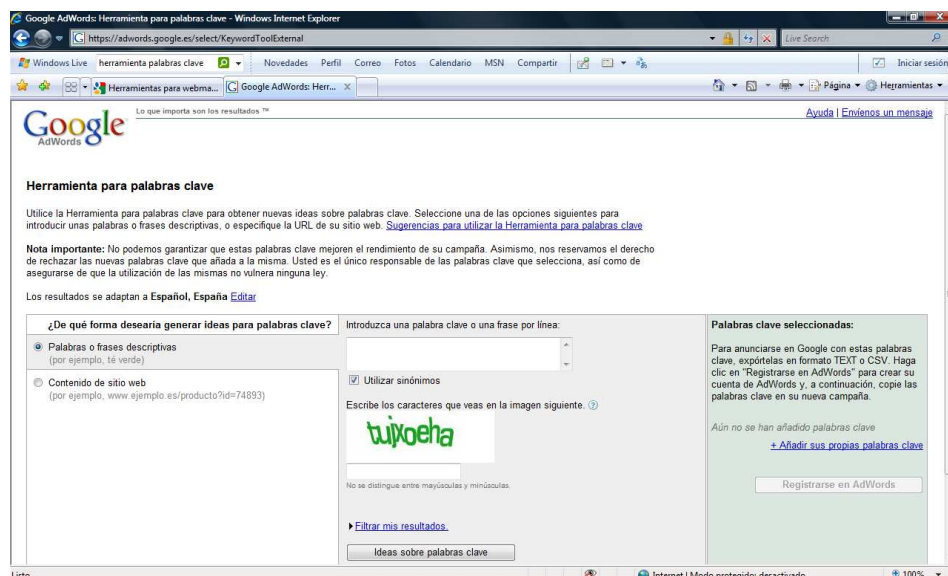 Google AdWords: Herramienta para palabras clave - Windows Internet Explorer
https://adwords.google.es/select/KeywordToolExternal
Live Search
Windows Live herramienta palabras clave Novedades Perfil Correo Fotos Calendario MSN Compartir Iniciar sesión
Herramientas para webma... Google AdWords: Herr... Página Herramientas
Google AdWords
Lo que importa son los resultados ™
Ayuda | Envíenos un mensaje
Herramienta para palabras clave
Utilice la Herramienta para palabras clave para obtener nuevas ideas sobre palabras clave. Seleccione una de las opciones siguientes para
introducir unas palabras o frases descriptivas, o especifique la URL de su sitio web. Sugerencias para utilizar la Herramienta para palabras clave
Nota importante: No podemos garantizar que estas palabras clave mejoren el rendimiento de su campaña. Asimismo, nos reservamos el derecho
de rechazar las nuevas palabras clave que añada a la misma. Usted es el único responsable de las palabras clave que selecciona, así como de
asegurarse de que la utilización de las mismas no vulnera ninguna ley.
Los resultados se adaptan a Español, España Editar
¿De qué forma desearía generar ideas para palabras clave?
Palabras o frases descriptivas
(por ejemplo, té verde)
Contenido de sitio web
(por ejemplo, www.ejemplo.es/producto?id=74893)
Introduzca una palabra clave o una frase por línea:
Utilizar sinónimos
Escribe los caracteres que veas en la imagen siguiente.
tujxoeha
No se distingue entre mayúsculas y minúsculas.
Filtrar mis resultados.
Ideas sobre palabras clave
Palabras clave seleccionadas:
Para anunciarse en Google con estas palabras
clave, expórtelas en formato TEXT o CSV. Haga
clic en "Registrarse en AdWords" para crear su
cuenta de AdWords y, a continuación, copie las
palabras clave en su nueva campaña.
Aún no se han añadido palabras clave
+ Añadir sus propias palabras clave
Registrarse en AdWords
Listo Internet | Modo protegido: desactivado 100%